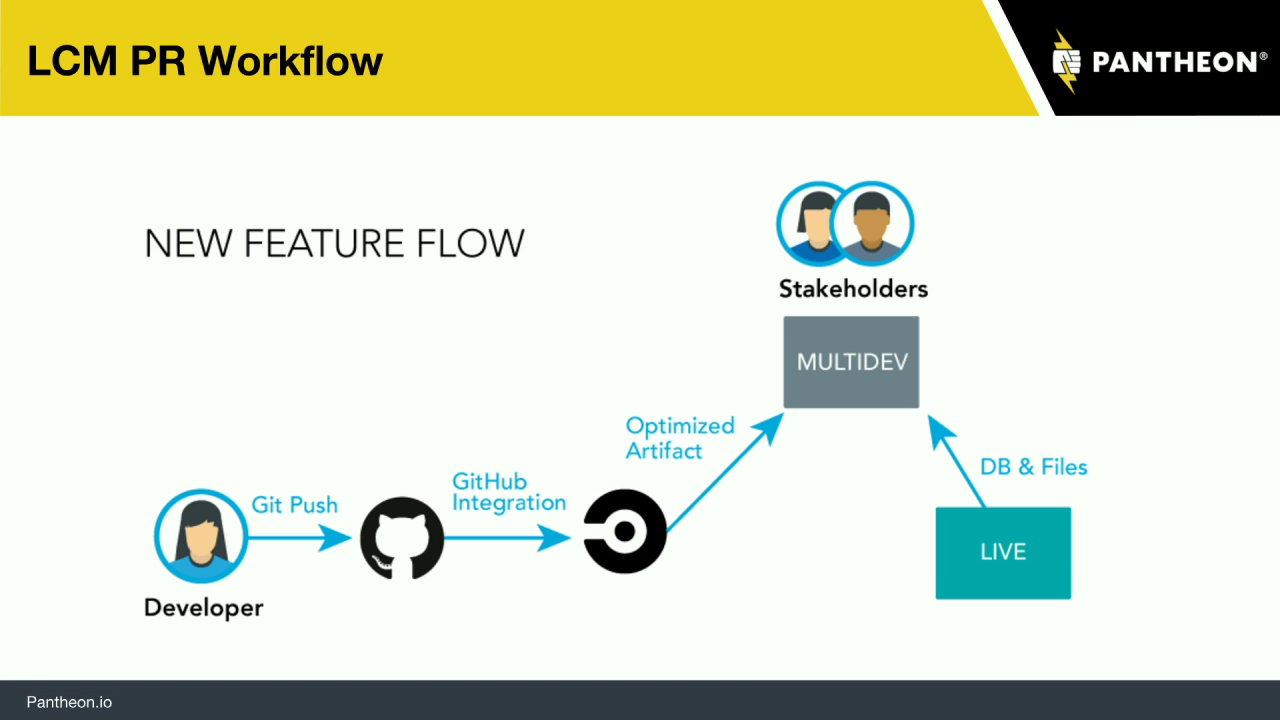 LCM PR Workflow
PANTHEON®
NEW FEATURE FLOW
Stakeholders
MULTIDEV
Optimized
Artifact
DB & Files
GitHub
Integration
Git Push
LIVE
Developer
Pantheon.io